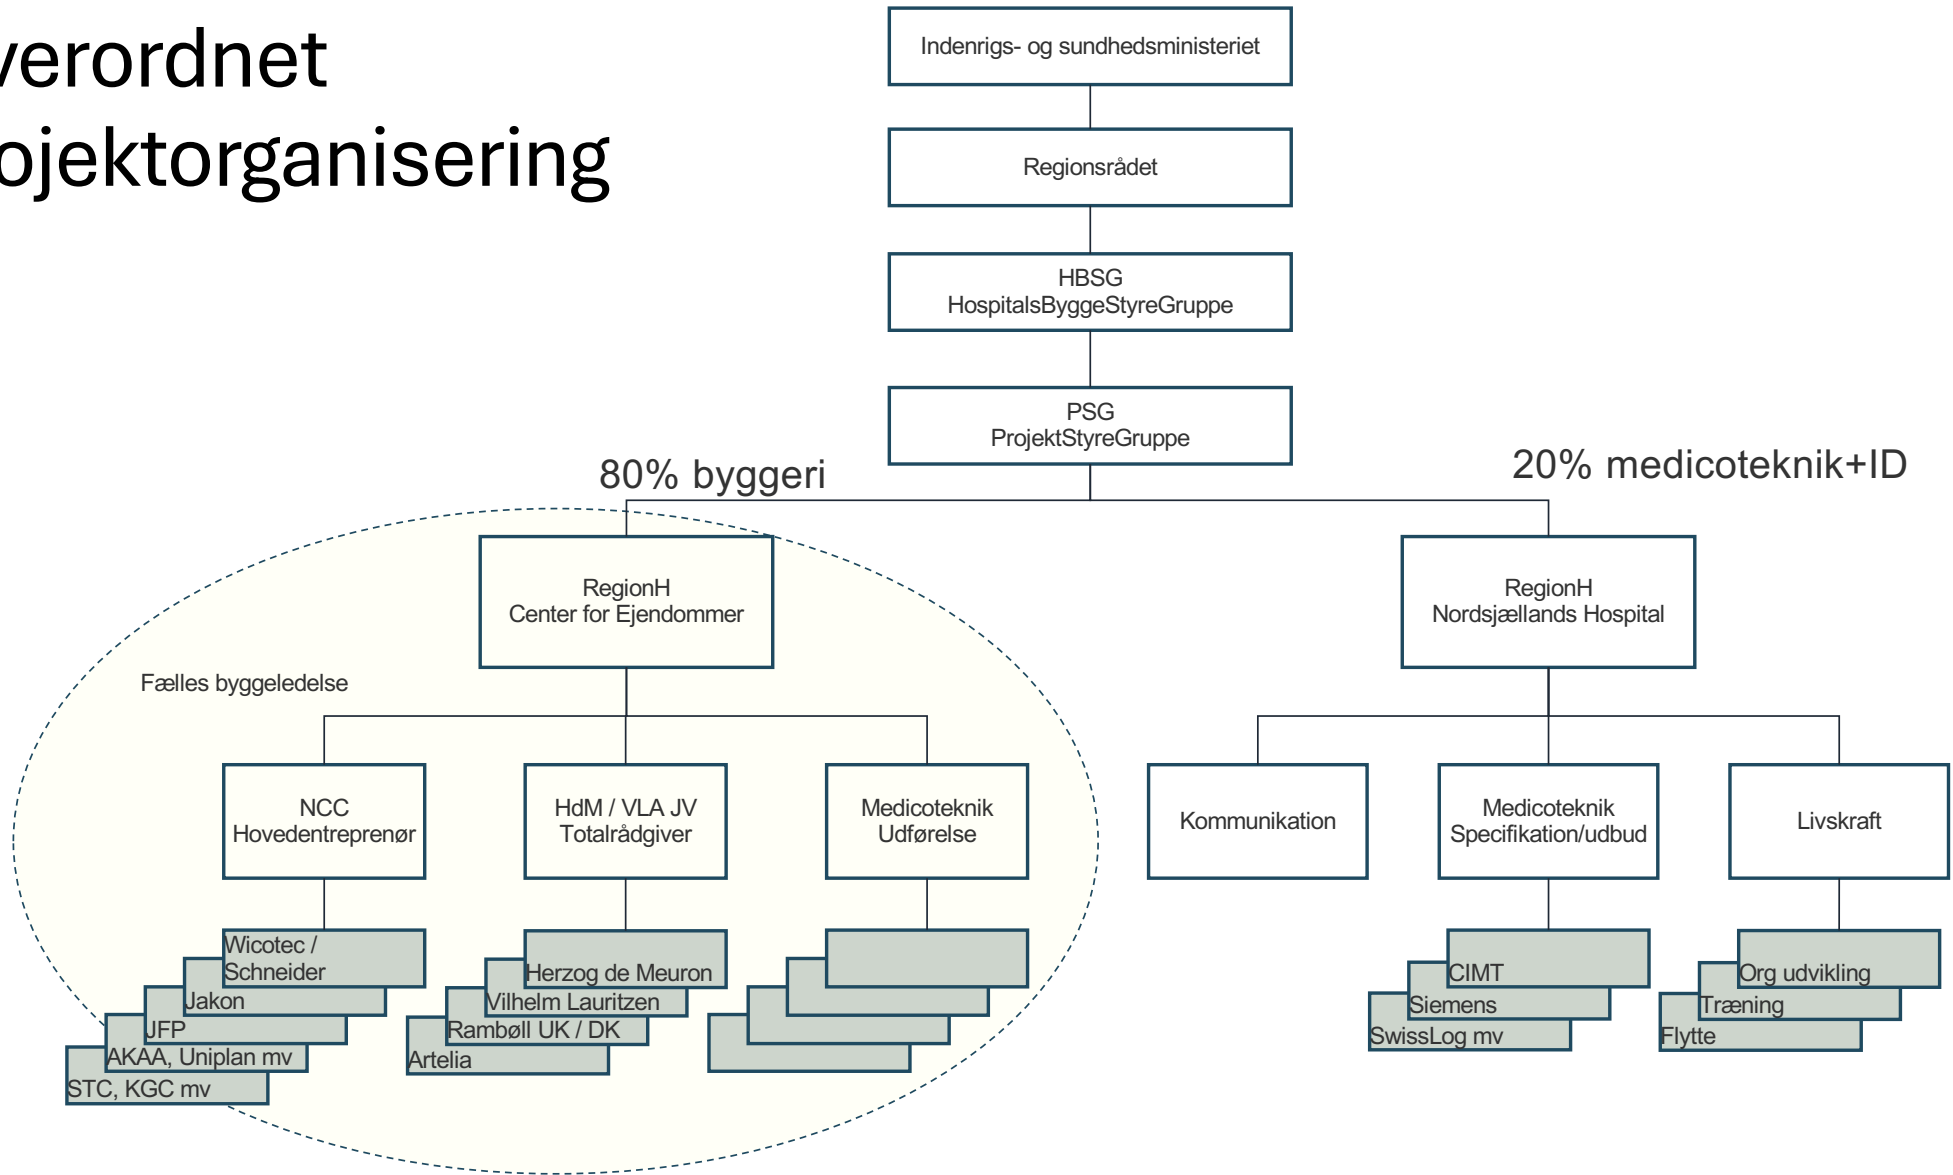 verordnet
ojektorganisering
Indenrigs- og sundhedsministeriet
Regionsrådet
HBSG
HospitalsByggeStyreGruppe
PSG
ProjektStyreGruppe
80% byggeri
20% medicoteknik+ID
RegionH
Center for Ejendommer
RegionH
Nordsjællands Hospital
Fælles byggeledelse
NCC
Hovedentreprenør
HdM / VLA JV
Totalrådgiver
Medicoteknik
Udførelse
Kommunikation
Medicoteknik
Specifikation/udbud
Livskraft
Wicotec /
Schneider
Jakon
JFP
AKAA, Uniplan mv
STC, KGC mv
Herzog de Meuron
Vilhelm Lauritzen
Rambøll UK / DK
Artelia
CIMT
Siemens
SwissLog mv
Org udvikling
Træning
Flytte